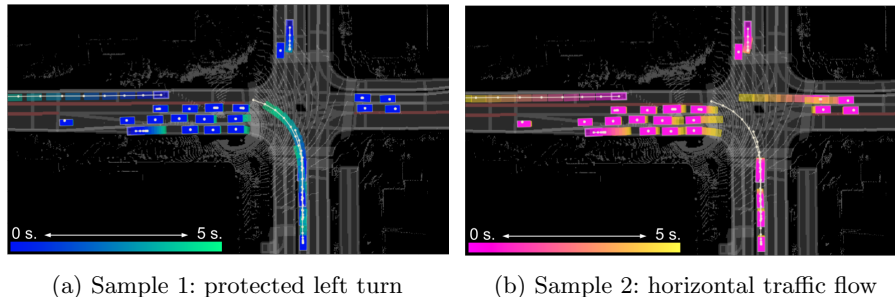 0 s.
5 s.
0 s.
5 s.
(a) Sample 1: protected left turn
(b) Sample 2: horizontal traffic flow